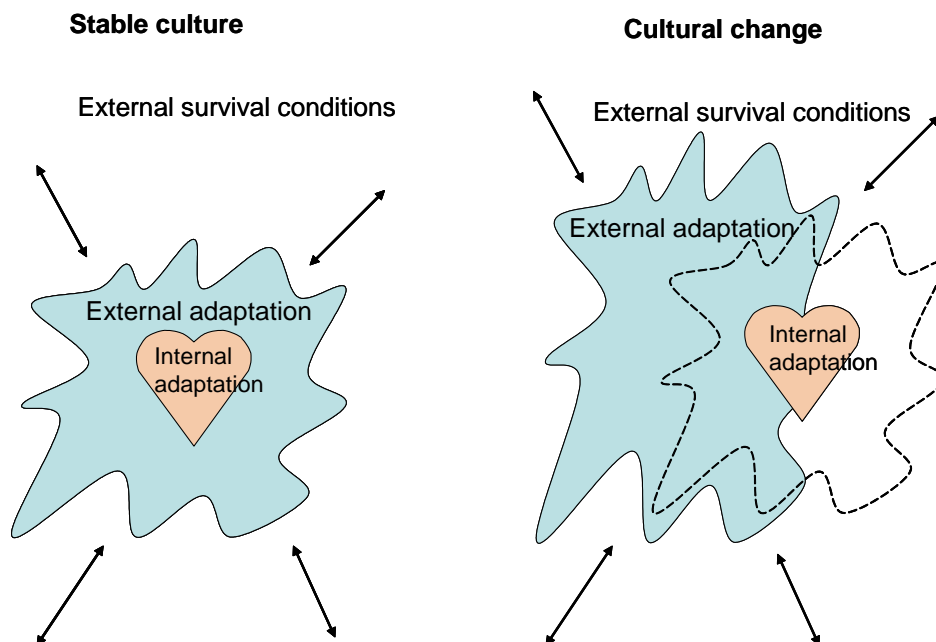 Stable culture
External survival conditions
External adaptation
Internal
adaptation
Cultural change
External survival conditions
External adaptation
Internal
adaptation